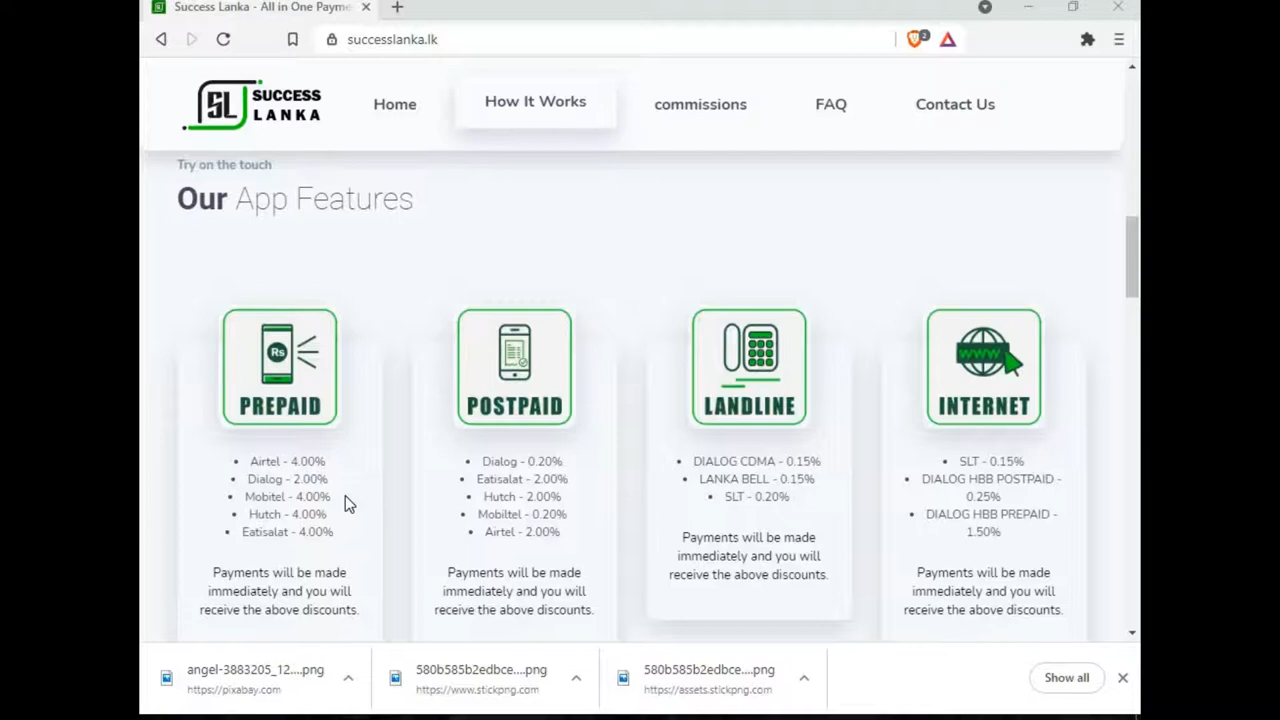 Success Lanka - All in One Payme
successlanka.lk
2
SL SUCCESS LANKA
Home
How It Works
commissions
FAQ
Contact Us
Try on the touch
Our App Features
Rs
PREPAID
Airtel - 4.00%
Dialog - 2.00%
Mobitel - 4.00%
Hutch - 4.00%
Eatisalat - 4.00%
Payments will be made
immediately and you will
receive the above discounts.
POSTPAID
Dialog - 0.20%
Eatisalat - 2.00%
Hutch - 2.00%
Mobiltel - 0.20%
Airtel - 2.00%
Payments will be made
immediately and you will
receive the above discounts.
LANDLINE
DIALOG CDMA - 0.15%
LANKA BELL - 0.15%
SLT - 0.20%
Payments will be made
immediately and you will
receive the above discounts.
WWW
INTERNET
SLT - 0.15%
DIALOG HBB POSTPAID -
0.25%
DIALOG HBB PREPAID -
1.50%
Payments will be made
immediately and you will
receive the above discounts.
angel-3883205_12....png
https://pixabay.com
580b585b2edbce....png
https://www.stickpng.com
580b585b2edbce....png
https://assets.stickpng.com
Show all